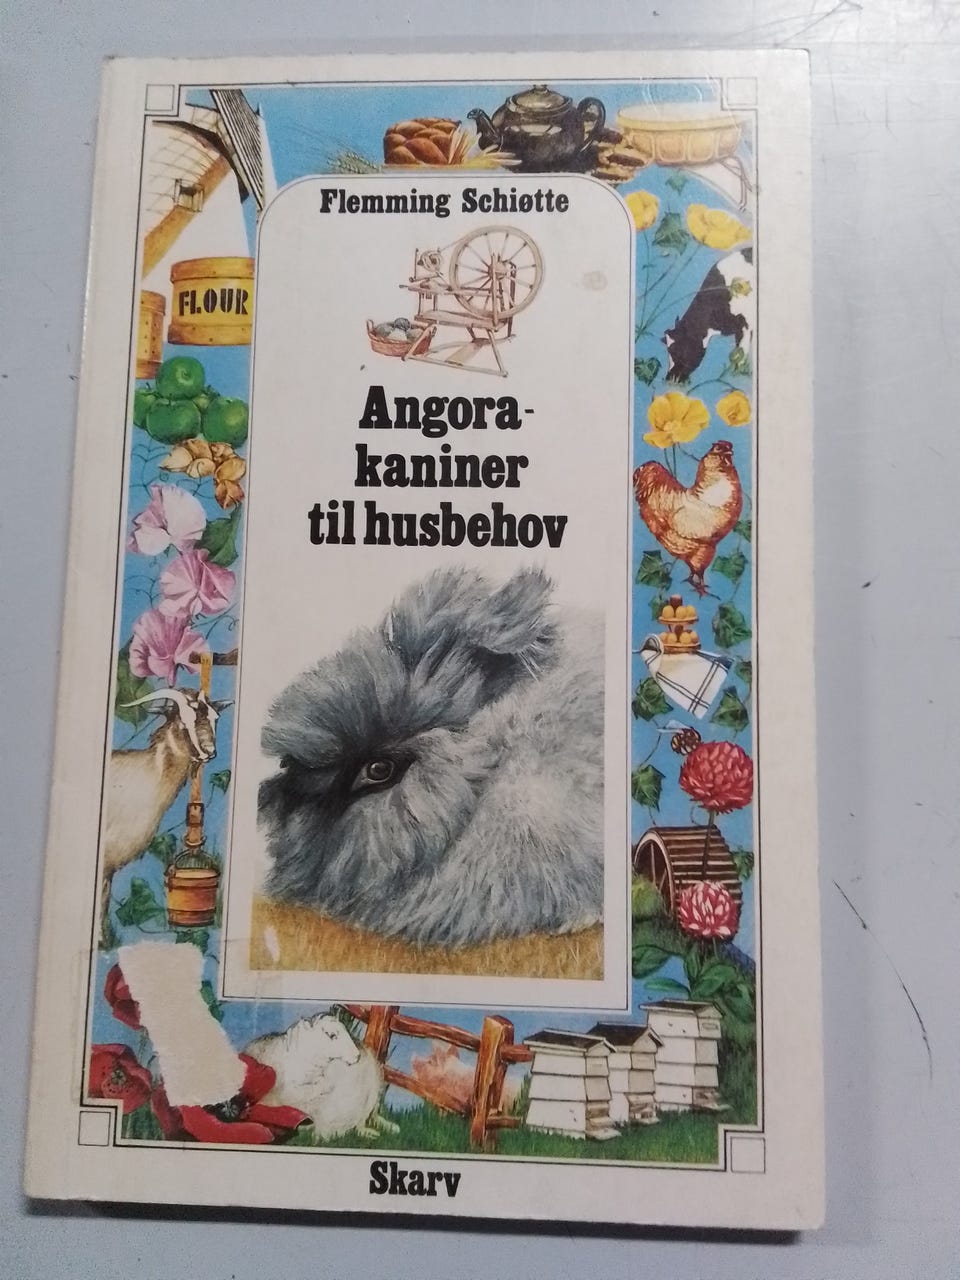 Flemming Schiøtte
FLOUR
Angora-
kaniner
til husbehov
Skarv